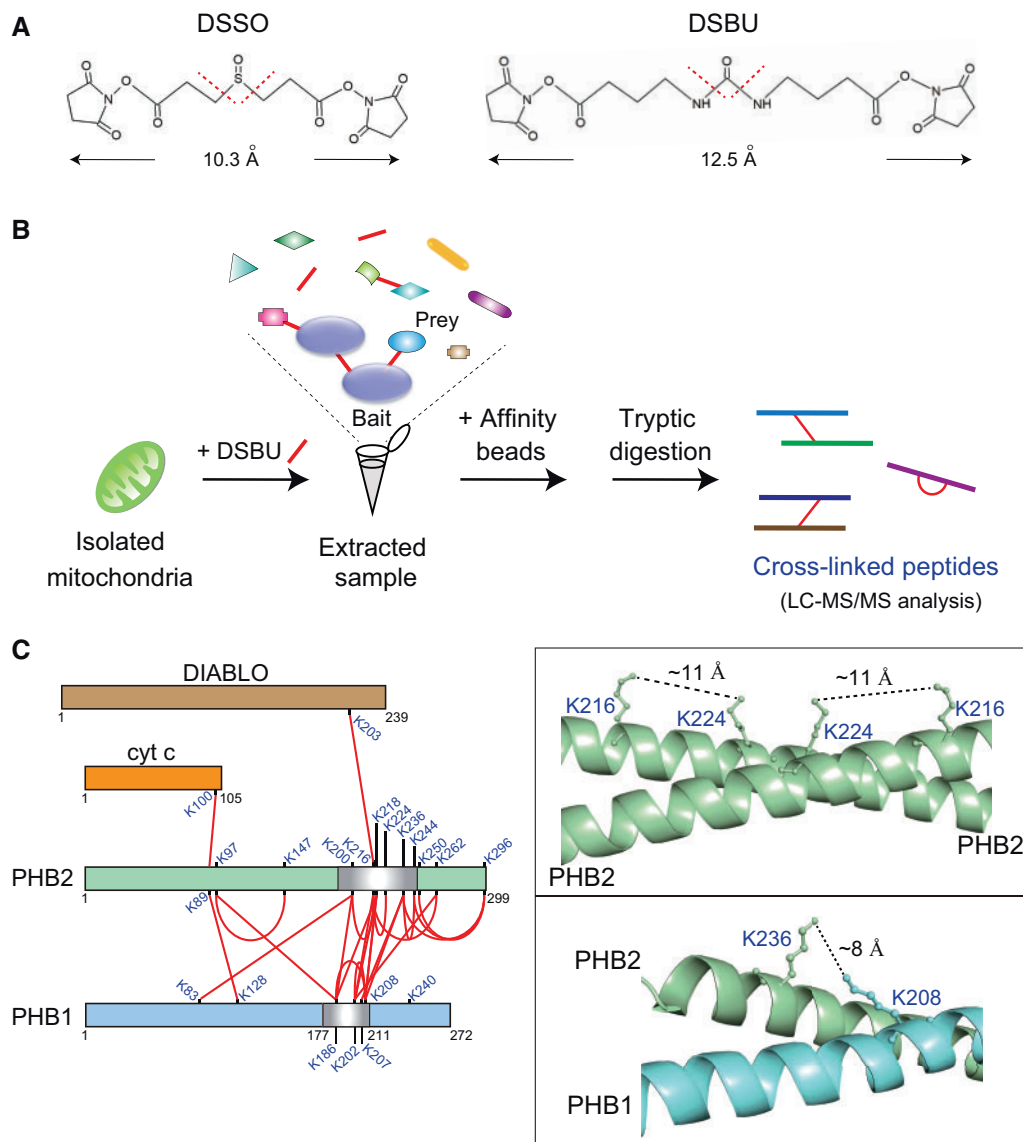 A
DSSO
DSBU
O
S
O
O
N
O
O
O
O
O
N
O
O
O
O
N
O
O
O
NH
NH
O
O
O
N
O
O
10.3 Å
12.5 Å
B
Prey
Bait
+ DSBU
+ Affinity
beads
Tryptic
digestion
Isolated
mitochondria
Extracted
sample
Cross-linked peptides
(LC-MS/MS analysis)
C
DIABLO
1
239
K203
cyt c
1
K100
105
K218
K224
K236
K244
K97
K147
K200
K216
K250
K262
K296
PHB2
1
K89
299
K83
K128
K208
K240
PHB1
1
177
211
272
K186
K202
K207
~11 Å
~11 Å
K216
K224
K224
K216
PHB2
PHB2
K236
~8 Å
PHB2
K208
PHB1